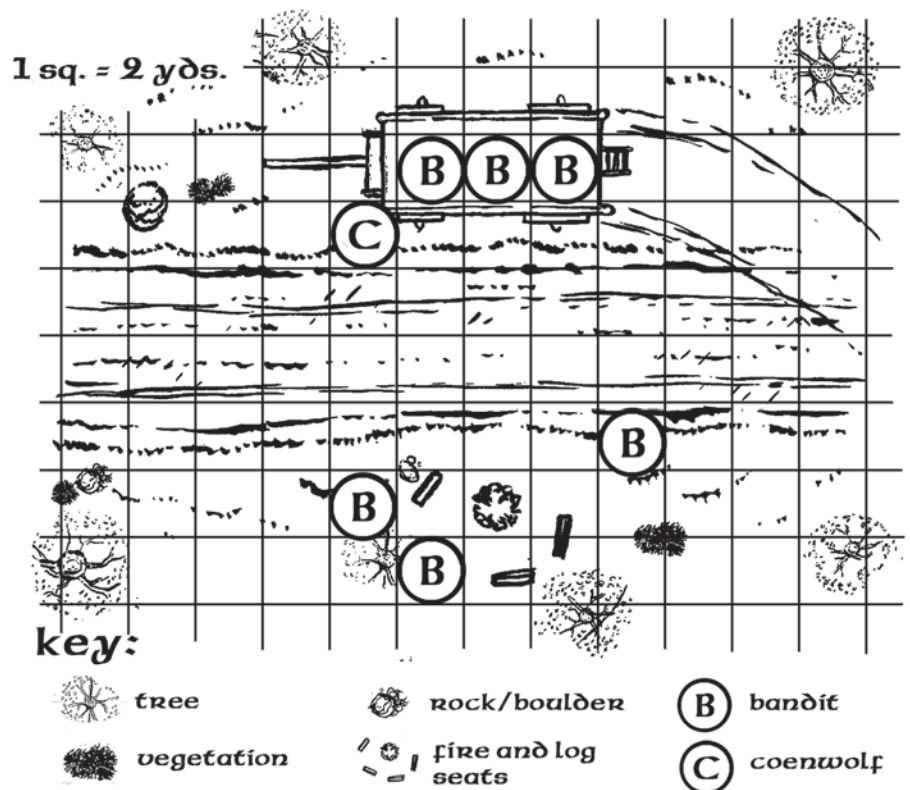 1 sq. = 2 yds.
B B B
C
B
B
B
key:
tree
rock/boulder
B bandit
vegetation
fire and log
seats
C coenwolf